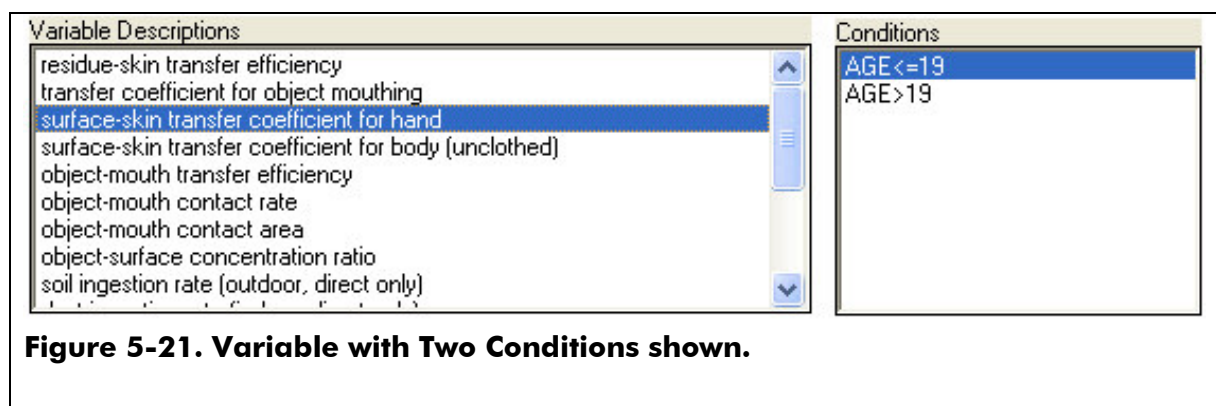 Variable Descriptions
residue-skin transfer efficiency
transfer coefficient for object mouthing
surface-skin transfer coefficient for hand
surface-skin transfer coefficient for body (unclothed)
object-mouth transfer efficiency
object-mouth contact rate
object-mouth contact area
object-surface concentration ratio
soil ingestion rate (outdoor, direct only)
Conditions
AGE<=19
AGE>19
Figure 5-21. Variable with Two Conditions shown.